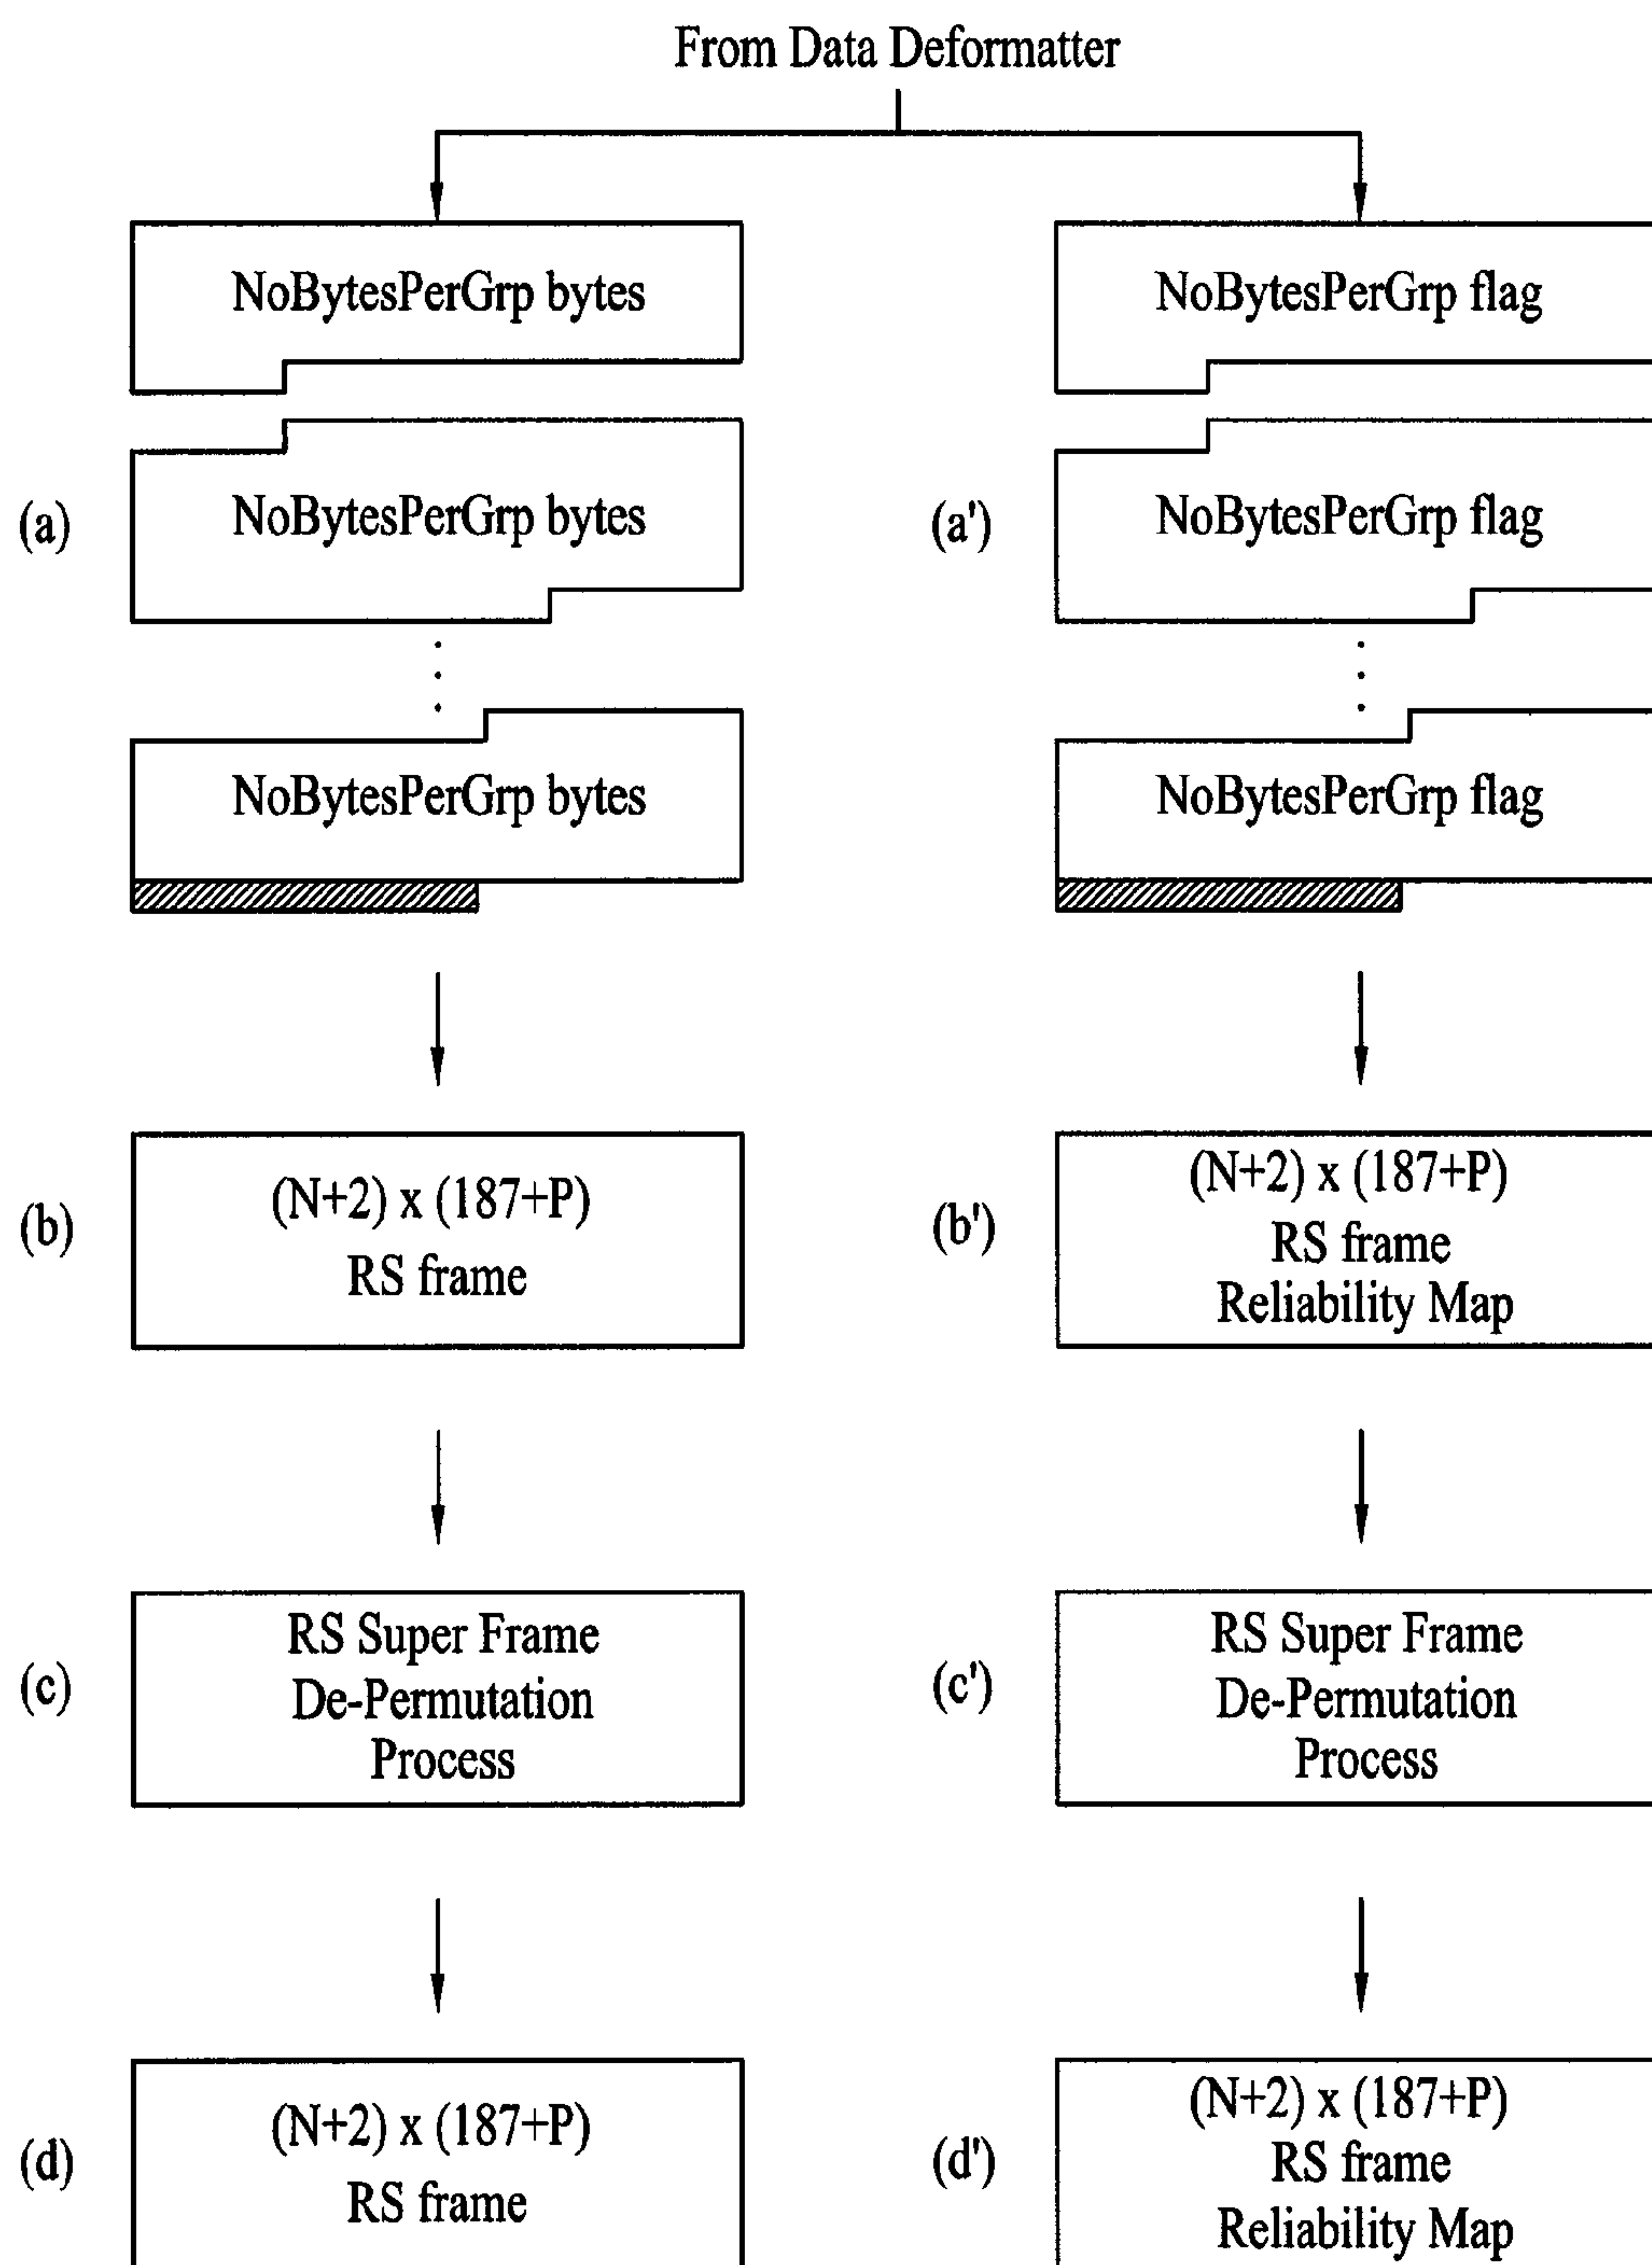 From Data Deformatter
NoBytesPerGrp bytes
NoBytesPerGrp flag
(a)
NoBytesPerGrp bytes
(a')
NoBytesPerGrp flag
NoBytesPerGrp bytes
NoBytesPerGrp flag
(b)
(N+2) x (187+P)
RS frame
(b')
(N+2) x (187+P)
RS frame
Reliability Map
(c)
RS Super Frame
De-Permutation
Process
(c')
RS Super Frame
De-Permutation
Process
(d)
(N+2) x (187+P)
RS frame
(d')
(N+2) x (187+P)
RS frame
Reliability Map